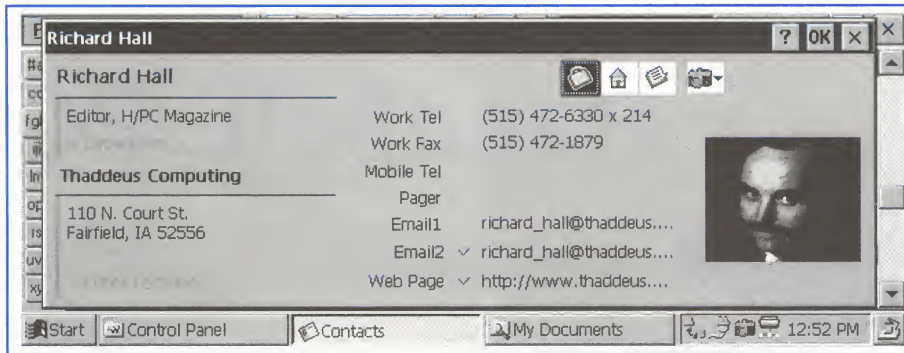 Richard Hall
? OK ×
×
Richard Hall
Editor, H/PC Magazine
Thaddeus Computing
110 N. Court St.
Fairfield, IA 52556
Work Tel (515) 472-6330 x 214
Work Fax (515) 472-1879
Mobile Tel
Pager
Email1 richard_hall@thaddeus....
Email2 richard_hall@thaddeus....
Web Page http://www.thaddeus....
Start Control Panel Contacts My Documents 12:52 PM